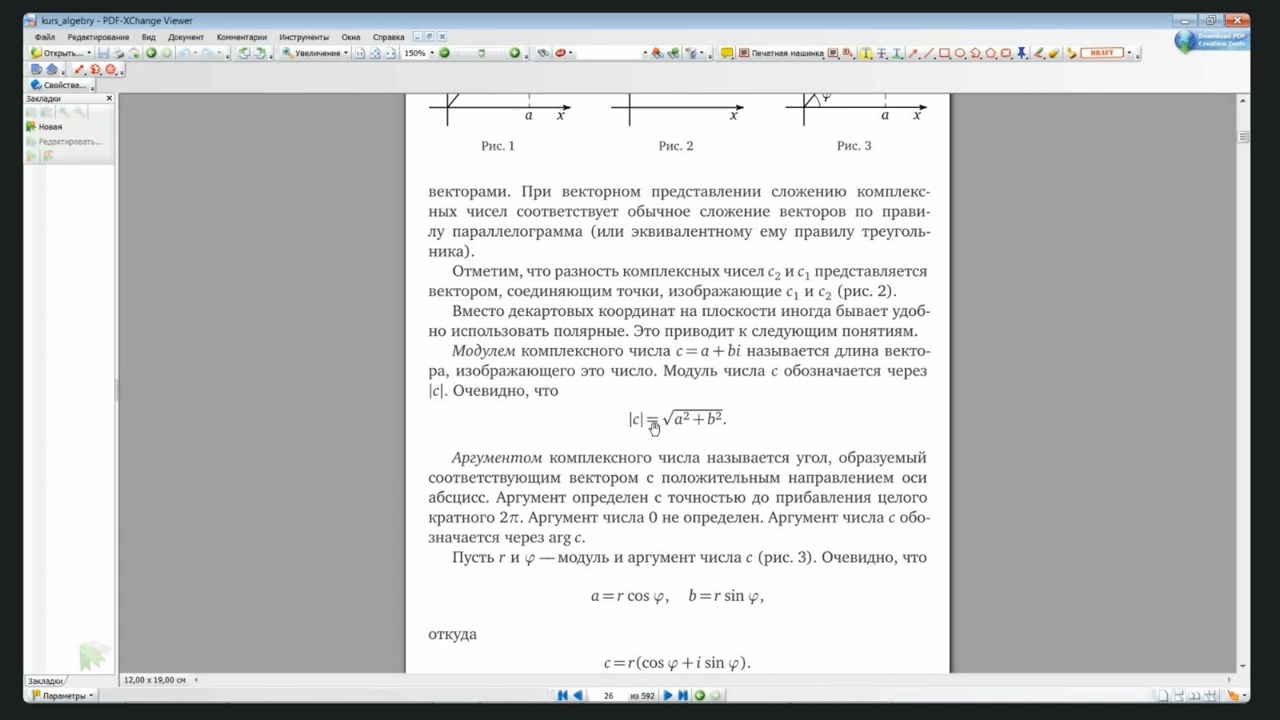 kurs_algebry - PDF-XChange Viewer
Файл Редактирование Вид Документ Комментарии Инструменты Окна Справка
Открыть... Увеличение 150% Печатная машинка DRAFT
Download PDF
Creation Tools
Свойства...
Закладки
Новая
Редактировать...
a x x φ a x
Рис. 1 Рис. 2 Рис. 3
векторами. При векторном представлении сложению комплекс-
ных чисел соответствует обычное сложение векторов по прави-
лу параллелограмма (или эквивалентному ему правилу треуголь-
ника).
Отметим, что разность комплексных чисел c₂ и c₁ представляется
вектором, соединяющим точки, изображающие c₁ и c₂ (рис. 2).
Вместо декартовых координат на плоскости иногда бывает удоб-
но использовать полярные. Это приводит к следующим понятиям.
Модулем комплексного числа c = a + bi называется длина векто-
ра, изображающего это число. Модуль числа c обозначается через
|c|. Очевидно, что
|c| = √a² + b².
Аргументом комплексного числа называется угол, образуемый
соответствующим вектором с положительным направлением оси
абсцисс. Аргумент определен с точностью до прибавления целого
кратного 2π. Аргумент числа 0 не определен. Аргумент числа c обо-
значается через arg c.
Пусть r и φ — модуль и аргумент числа c (рис. 3). Очевидно, что
a = r cos φ, b = r sin φ,
откуда
c = r(cos φ + i sin φ).
Закладки 12,00 x 19,00 см
Параметры 26 из 592